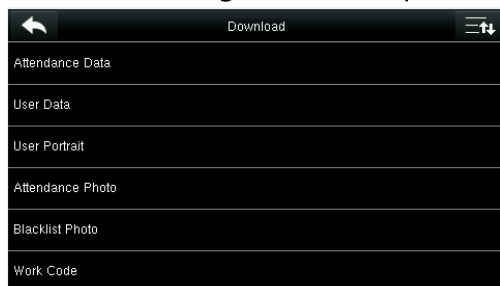 Download
Attendance Data
User Data
User Portrait
Attendance Photo
Blacklist Photo
Work Code